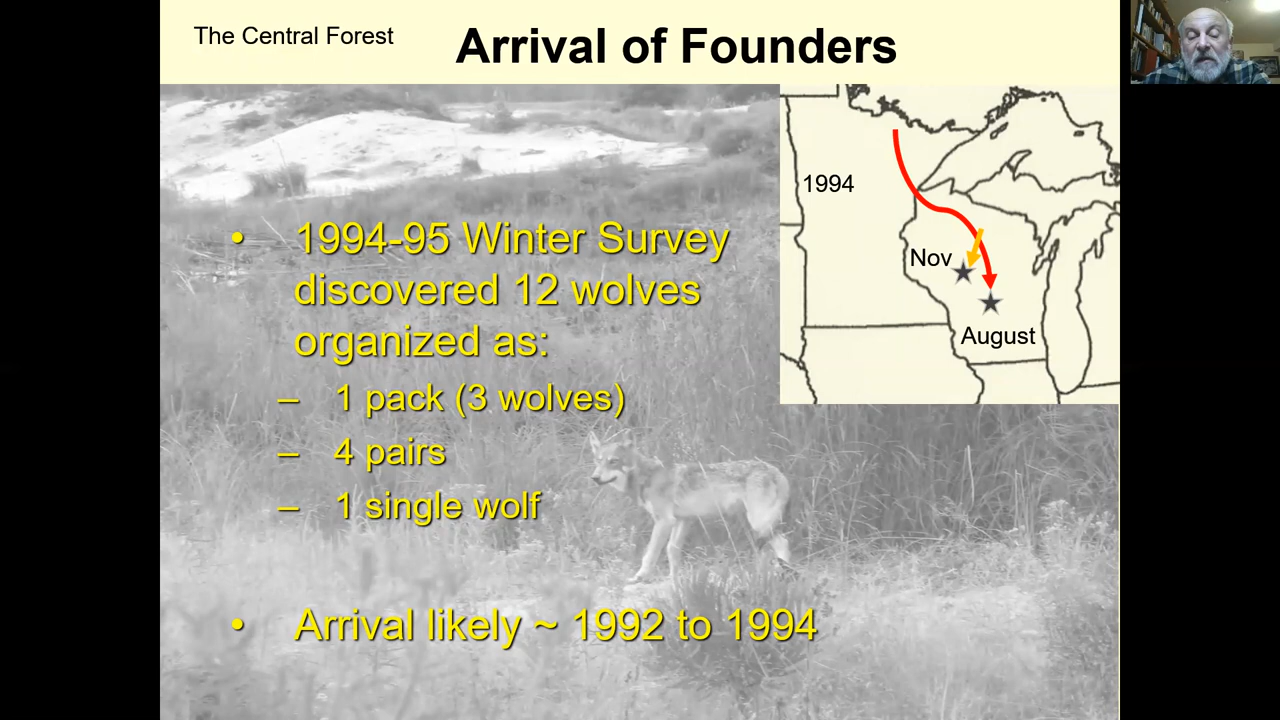 The Central Forest
Arrival of Founders
• 1994-95 Winter Survey
discovered 12 wolves
organized as:
– 1 pack (3 wolves)
– 4 pairs
– 1 single wolf
• Arrival likely ~ 1992 to 1994
1994
Nov
August